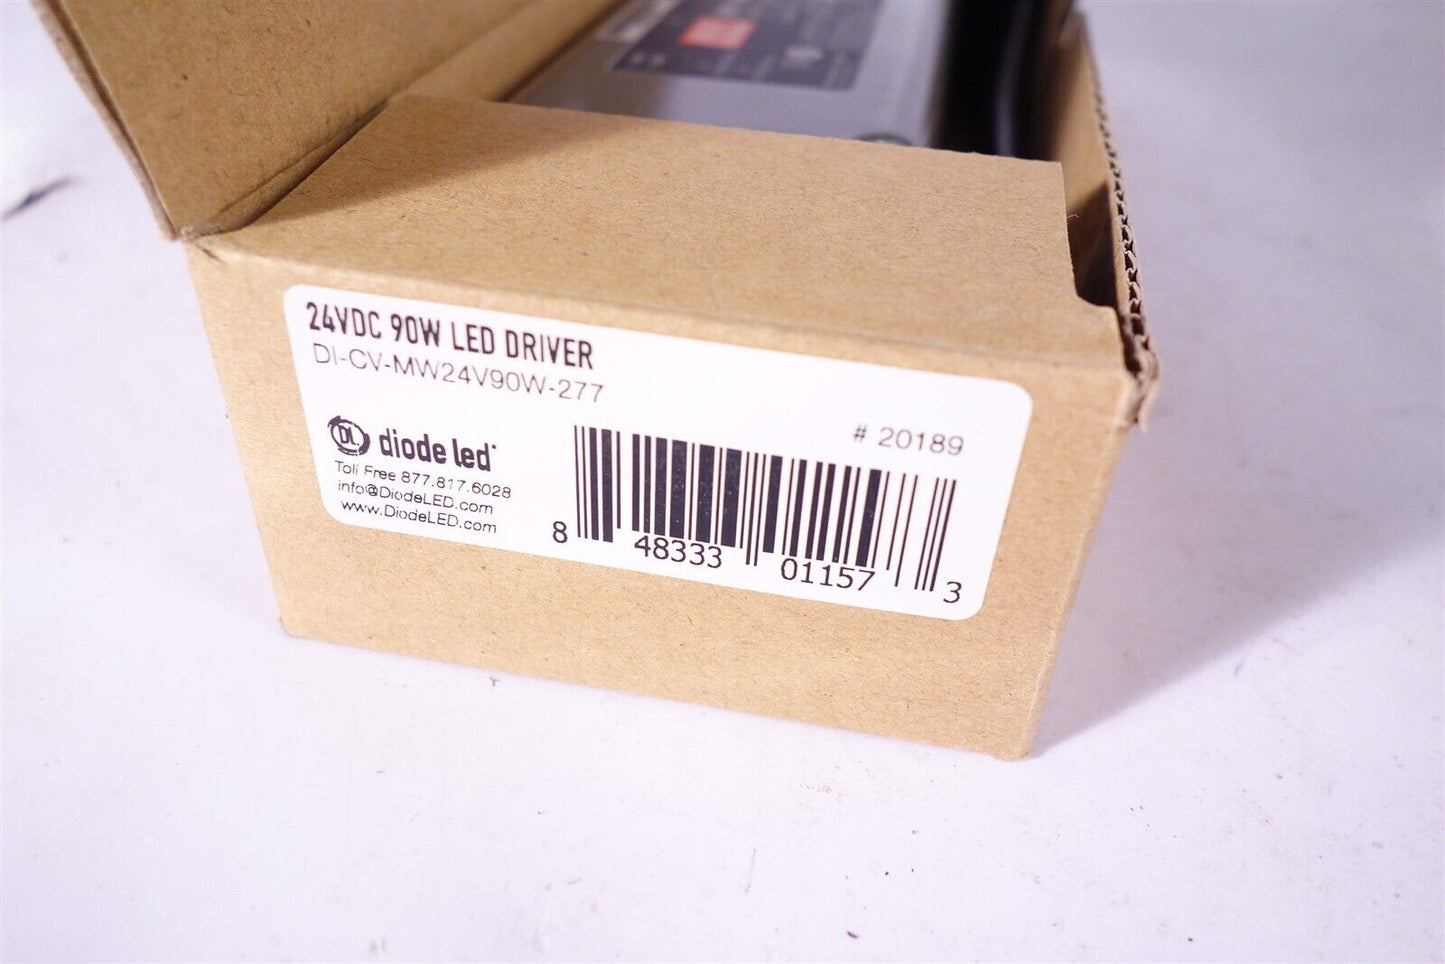 24VDC 90W LED DRIVER
DI-CV-MW24V90W-277
# 20189
DL diode led
Toll Free 877.817.6028
info@DiodeLED.com
www.DiodeLED.com
8 48333 01157 3